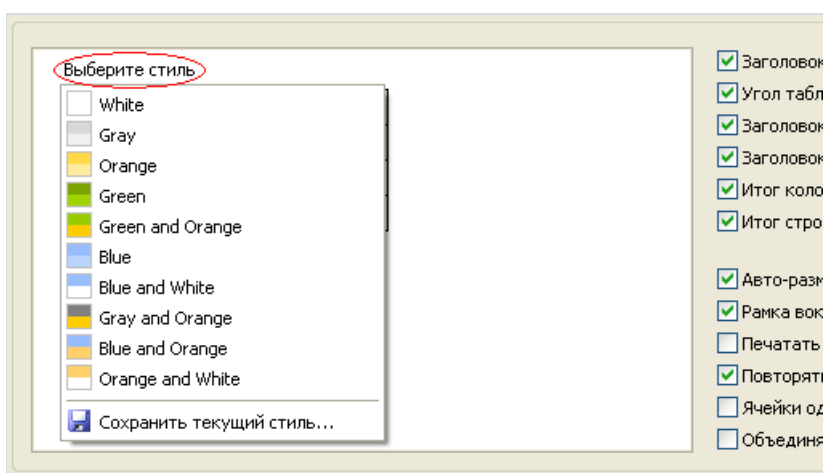 Выберите стиль
White
Gray
Orange
Green
Green and Orange
Blue
Blue and White
Gray and Orange
Blue and Orange
Orange and White
Сохранить текущий стиль...
Заголовок
Угол табл
Заголовок
Заголовок
Итог коло
Итог стро
Авто-разм
Рамка вок
Печатать
Повторять
Ячейки од
Объединя